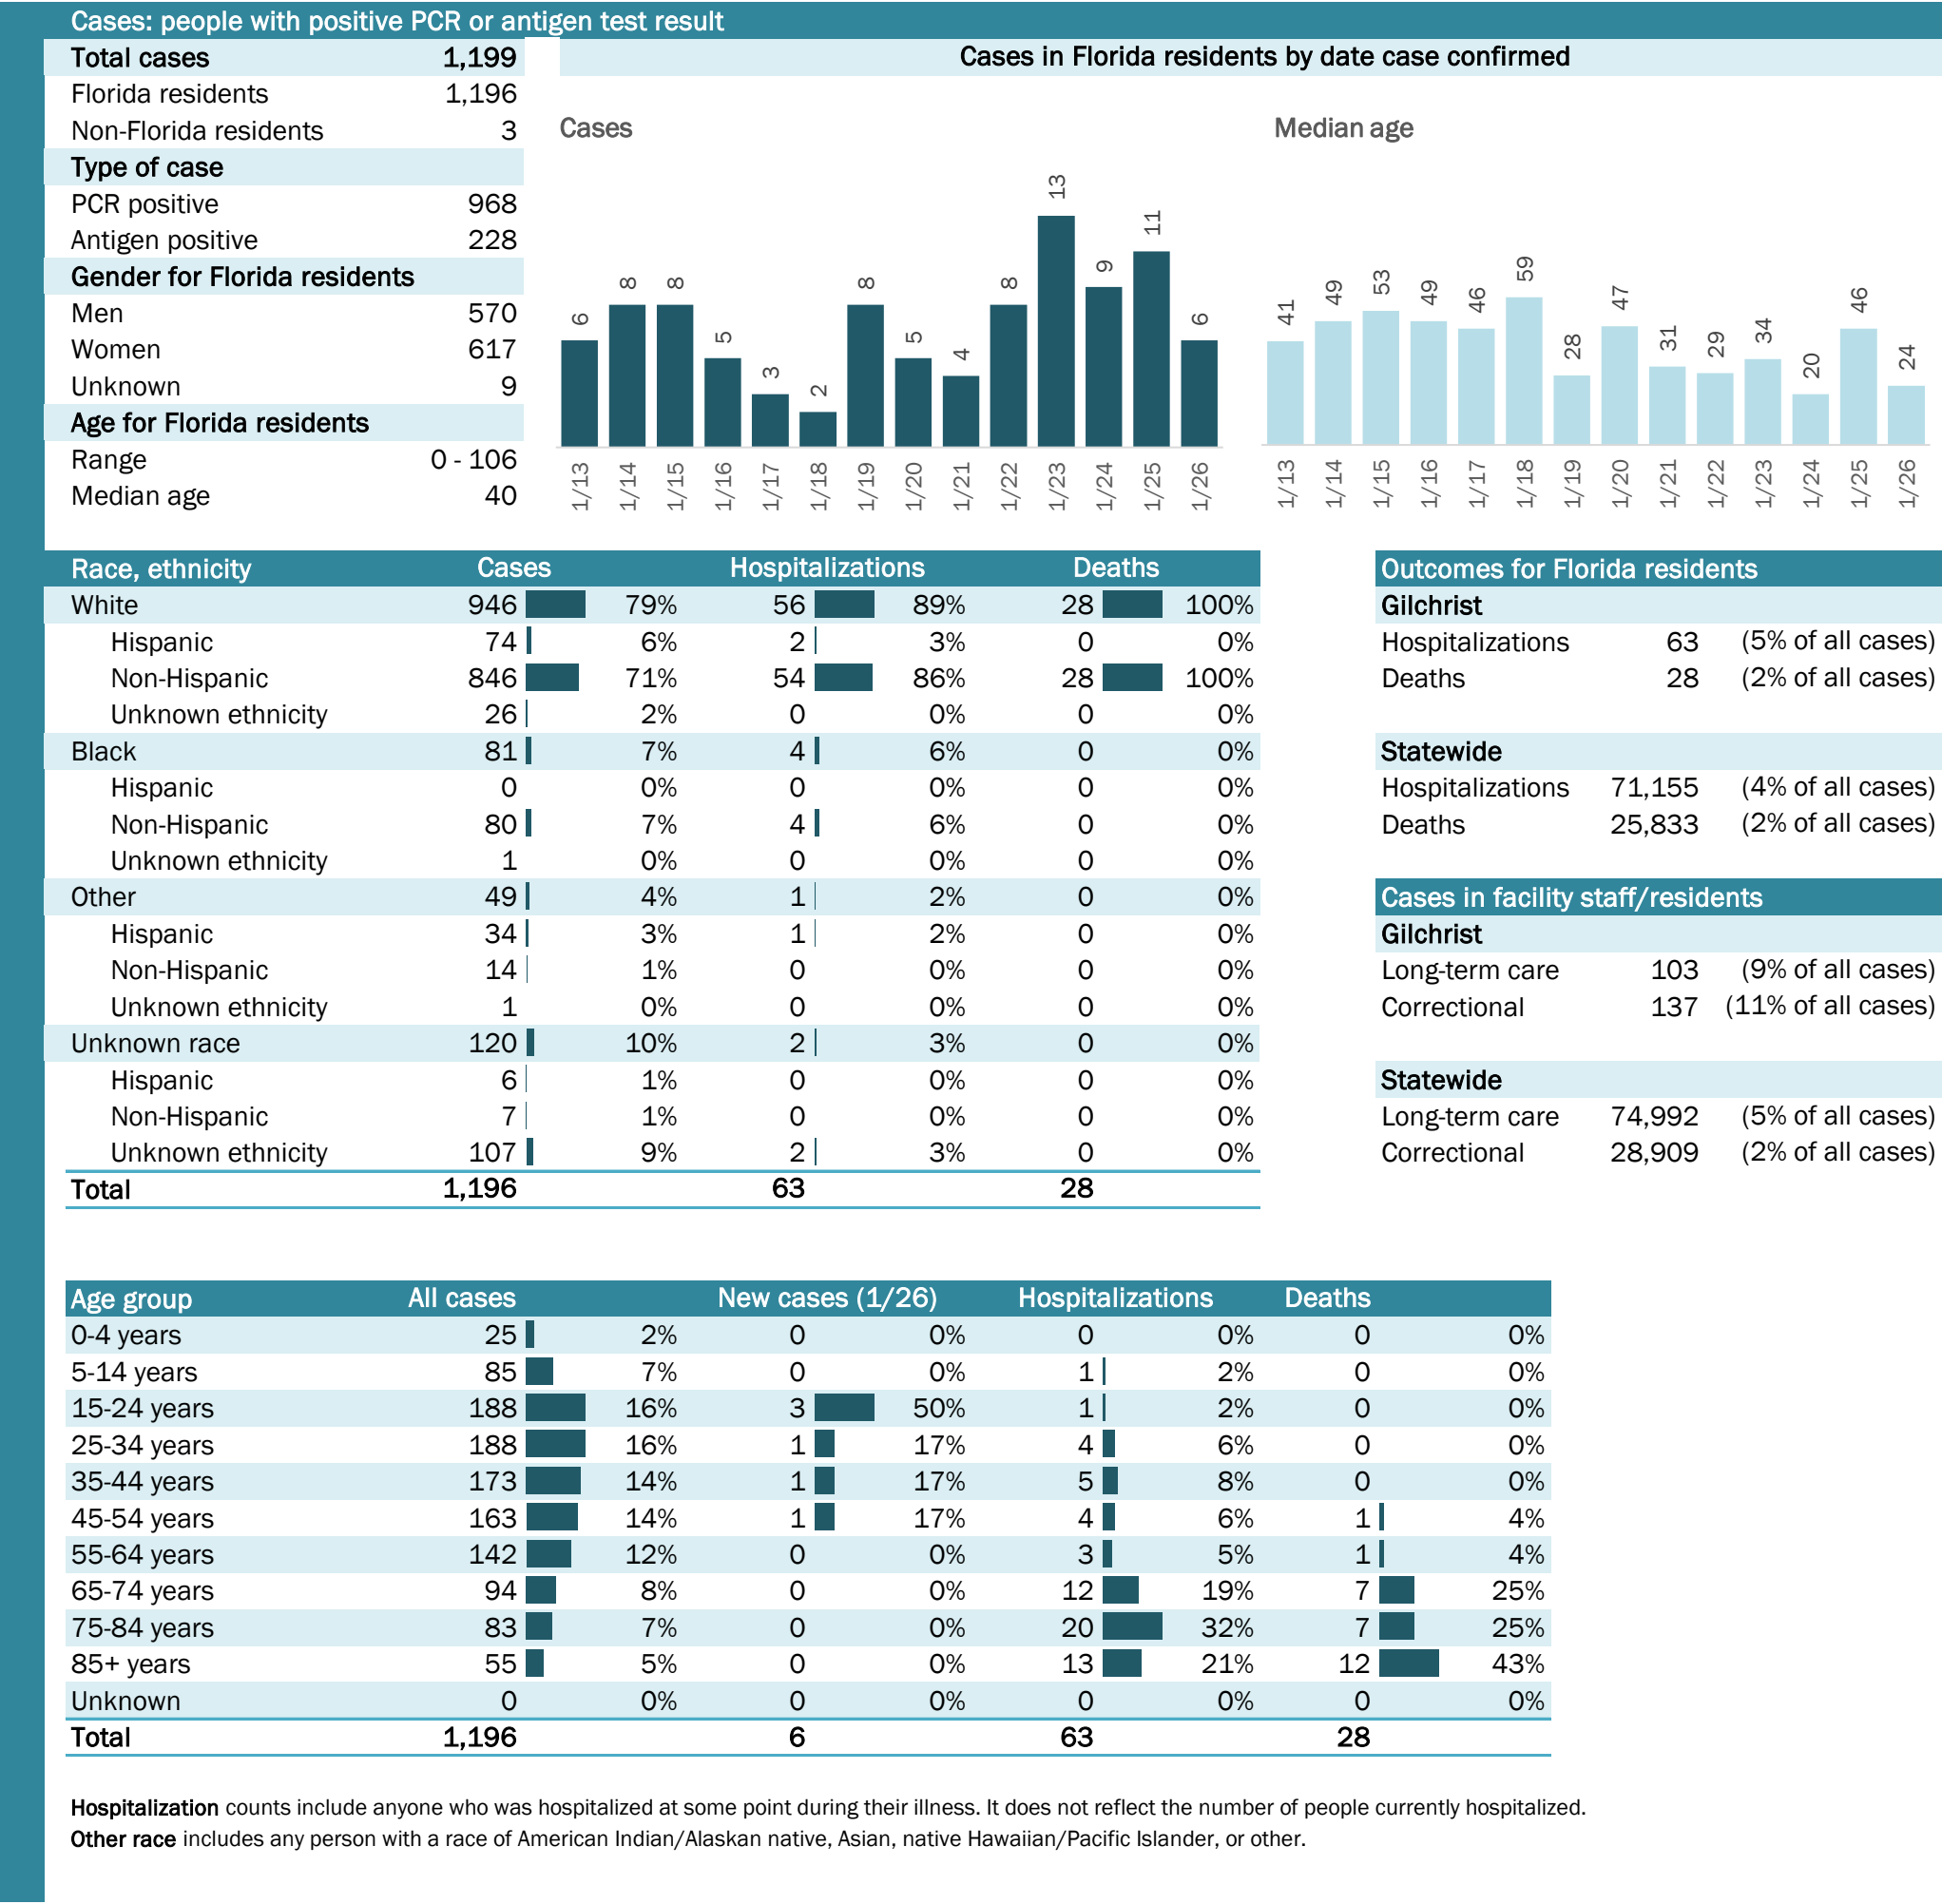 Cases: people with positive PCR or antigen test result
Total cases 1,199
Florida residents 1,196
Non-Florida residents 3
Type of case
PCR positive 968
Antigen positive 228
Gender for Florida residents
Men 570
Women 617
Unknown 9
Age for Florida residents
Range 0 - 106
Median age 40
Cases in Florida residents by date case confirmed
Cases
6 8 8 5 3 2 8 5 4 8 13 9 11 6
1/13 1/14 1/15 1/16 1/17 1/18 1/19 1/20 1/21 1/22 1/23 1/24 1/25 1/26
Median age
41 49 53 49 46 59 28 47 31 29 34 20 46 24
1/13 1/14 1/15 1/16 1/17 1/18 1/19 1/20 1/21 1/22 1/23 1/24 1/25 1/26
Race, ethnicity Cases Hospitalizations Deaths
White 946 79% 56 89% 28 100%
Hispanic 74 6% 2 3% 0 0%
Non-Hispanic 846 71% 54 86% 28 100%
Unknown ethnicity 26 2% 0 0% 0 0%
Black 81 7% 4 6% 0 0%
Hispanic 0 0% 0 0% 0 0%
Non-Hispanic 80 7% 4 6% 0 0%
Unknown ethnicity 1 0% 0 0% 0 0%
Other 49 4% 1 2% 0 0%
Hispanic 34 3% 1 2% 0 0%
Non-Hispanic 14 1% 0 0% 0 0%
Unknown ethnicity 1 0% 0 0% 0 0%
Unknown race 120 10% 2 3% 0 0%
Hispanic 6 1% 0 0% 0 0%
Non-Hispanic 7 1% 0 0% 0 0%
Unknown ethnicity 107 9% 2 3% 0 0%
Total 1,196 63 28
Outcomes for Florida residents
Gilchrist
Hospitalizations 63 (5% of all cases)
Deaths 28 (2% of all cases)
Statewide
Hospitalizations 71,155 (4% of all cases)
Deaths 25,833 (2% of all cases)
Cases in facility staff/residents
Gilchrist
Long-term care 103 (9% of all cases)
Correctional 137 (11% of all cases)
Statewide
Long-term care 74,992 (5% of all cases)
Correctional 28,909 (2% of all cases)
Age group All cases New cases (1/26) Hospitalizations Deaths
0-4 years 25 2% 0 0% 0 0% 0 0%
5-14 years 85 7% 0 0% 1 2% 0 0%
15-24 years 188 16% 3 50% 1 2% 0 0%
25-34 years 188 16% 1 17% 4 6% 0 0%
35-44 years 173 14% 1 17% 5 8% 0 0%
45-54 years 163 14% 1 17% 4 6% 1 4%
55-64 years 142 12% 0 0% 3 5% 1 4%
65-74 years 94 8% 0 0% 12 19% 7 25%
75-84 years 83 7% 0 0% 20 32% 7 25%
85+ years 55 5% 0 0% 13 21% 12 43%
Unknown 0 0% 0 0% 0 0% 0 0%
Total 1,196 6 63 28
Hospitalization counts include anyone who was hospitalized at some point during their illness. It does not reflect the number of people currently hospitalized.
Other race includes any person with a race of American Indian/Alaskan native, Asian, native Hawaiian/Pacific Islander, or other.